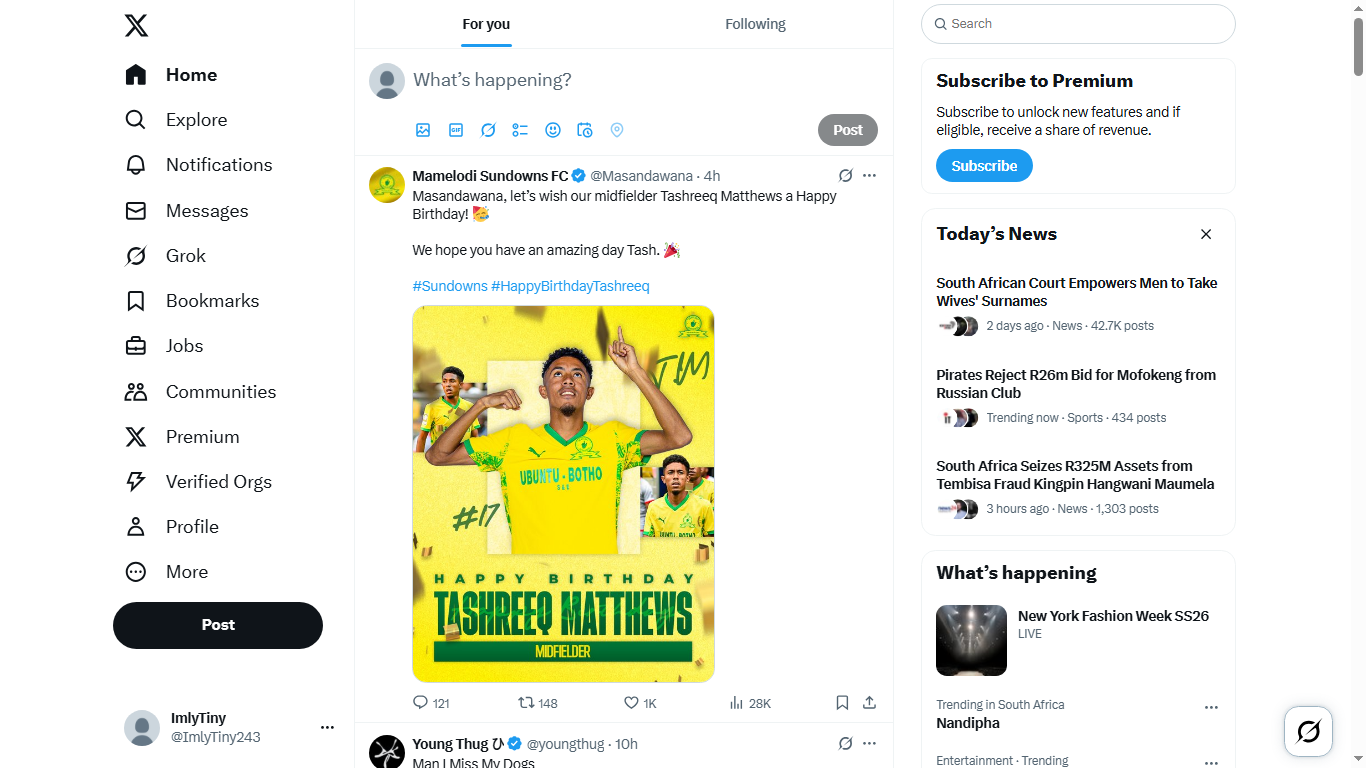 Home
Explore
Notifications
Messages
Grok
Bookmarks
Jobs
Communities
Premium
Verified Orgs
Profile
More
Post
ImlyTiny
@ImlyTiny243
For you
Following
What's happening?
GIF
Post
Mamelodi Sundowns FC @Masandawana · 4h
Masandawana, let's wish our midfielder Tashreeq Matthews a Happy
Birthday! 🥳
We hope you have an amazing day Tash. 🎉
#Sundowns #HappyBirthdayTashreeq
UBUNTU - BOTHO
#17
HAPPY BIRTHDAY
TASHREEQ MATTHEWS
MIDFIELDER
121
148
1K
28K
Young Thug ひ @youngthug · 10h
Man I Miss My Dogs
Search
Subscribe to Premium
Subscribe to unlock new features and if
eligible, receive a share of revenue.
Subscribe
Today's News
South African Court Empowers Men to Take
Wives' Surnames
2 days ago · News · 42.7K posts
Pirates Reject R26m Bid for Mofokeng from
Russian Club
Trending now · Sports · 434 posts
South Africa Seizes R325M Assets from
Tembisa Fraud Kingpin Hangwani Maumela
3 hours ago · News · 1,303 posts
What's happening
New York Fashion Week SS26
LIVE
Trending in South Africa
Nandipha
Entertainment · Trending